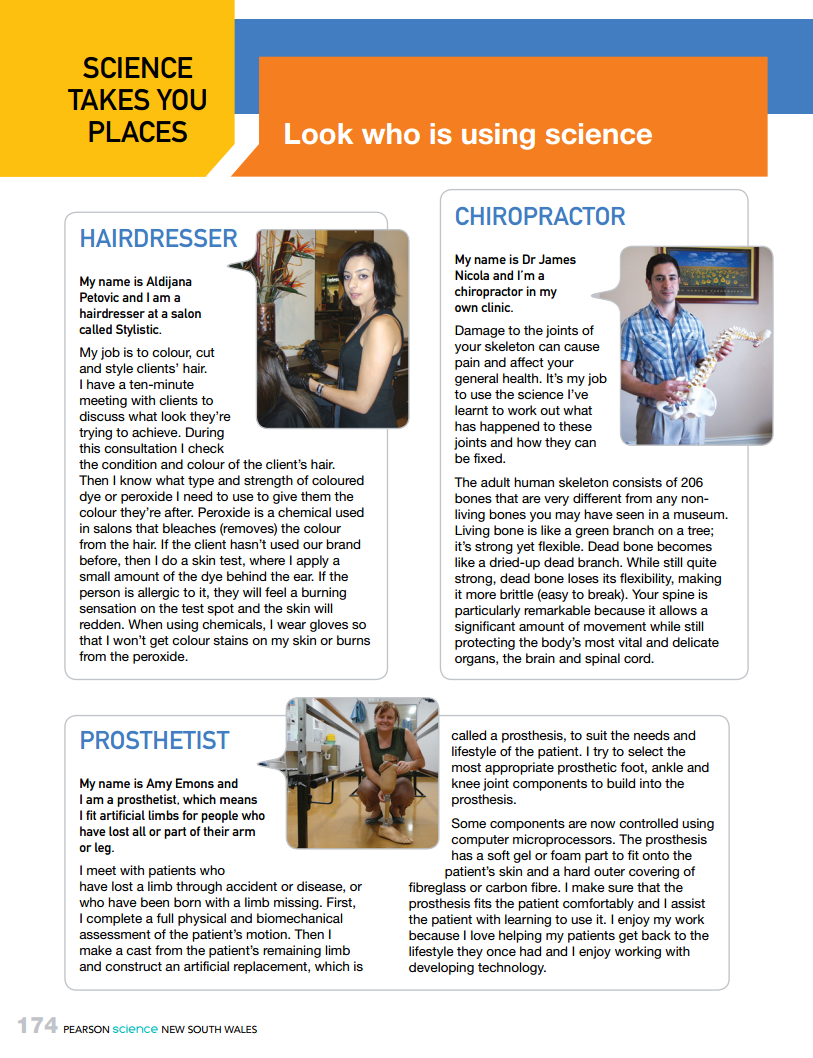 SCIENCE
TAKES YOU
PLACES
Look who is using science
HAIRDRESSER
My name is Aldijana
Petovic and I am a
hairdresser at a salon
called Stylistic.
My job is to colour, cut
and style clients' hair.
I have a ten-minute
meeting with clients to
discuss what look they're
trying to achieve. During
this consultation I check
the condition and colour of the client's hair.
Then I know what type and strength of coloured
dye or peroxide I need to use to give them the
colour they're after. Peroxide is a chemical used
in salons that bleaches (removes) the colour
from the hair. If the client hasn't used our brand
before, then I do a skin test, where I apply a
small amount of the dye behind the ear. If the
person is allergic to it, they will feel a burning
sensation on the test spot and the skin will
redden. When using chemicals, I wear gloves so
that I won't get colour stains on my skin or burns
from the peroxide.
CHIROPRACTOR
My name is Dr James
Nicola and I'm a
chiropractor in my
own clinic.
Damage to the joints of
your skeleton can cause
pain and affect your
general health. It's my job
to use the science I've
learnt to work out what
has happened to these
joints and how they can
be fixed.
The adult human skeleton consists of 206
bones that are very different from any non-
living bones you may have seen in a museum.
Living bone is like a green branch on a tree;
it's strong yet flexible. Dead bone becomes
like a dried-up dead branch. While still quite
strong, dead bone loses its flexibility, making
it more brittle (easy to break). Your spine is
particularly remarkable because it allows a
significant amount of movement while still
protecting the body's most vital and delicate
organs, the brain and spinal cord.
PROSTHETIST
My name is Amy Emons and
I am a prosthetist, which means
I fit artificial limbs for people who
have lost all or part of their arm
or leg.
I meet with patients who
have lost a limb through accident or disease, or
who have been born with a limb missing. First,
I complete a full physical and biomechanical
assessment of the patient's motion. Then I
make a cast from the patient's remaining limb
and construct an artificial replacement, which is
called a prosthesis, to suit the needs and
lifestyle of the patient. I try to select the
most appropriate prosthetic foot, ankle and
knee joint components to build into the
prosthesis.
Some components are now controlled using
computer microprocessors. The prosthesis
has a soft gel or foam part to fit onto the
patient's skin and a hard outer covering of
fibreglass or carbon fibre. I make sure that the
prosthesis fits the patient comfortably and I assist
the patient with learning to use it. I enjoy my work
because I love helping my patients get back to the
lifestyle they once had and I enjoy working with
developing technology.
174 PEARSON science NEW SOUTH WALES